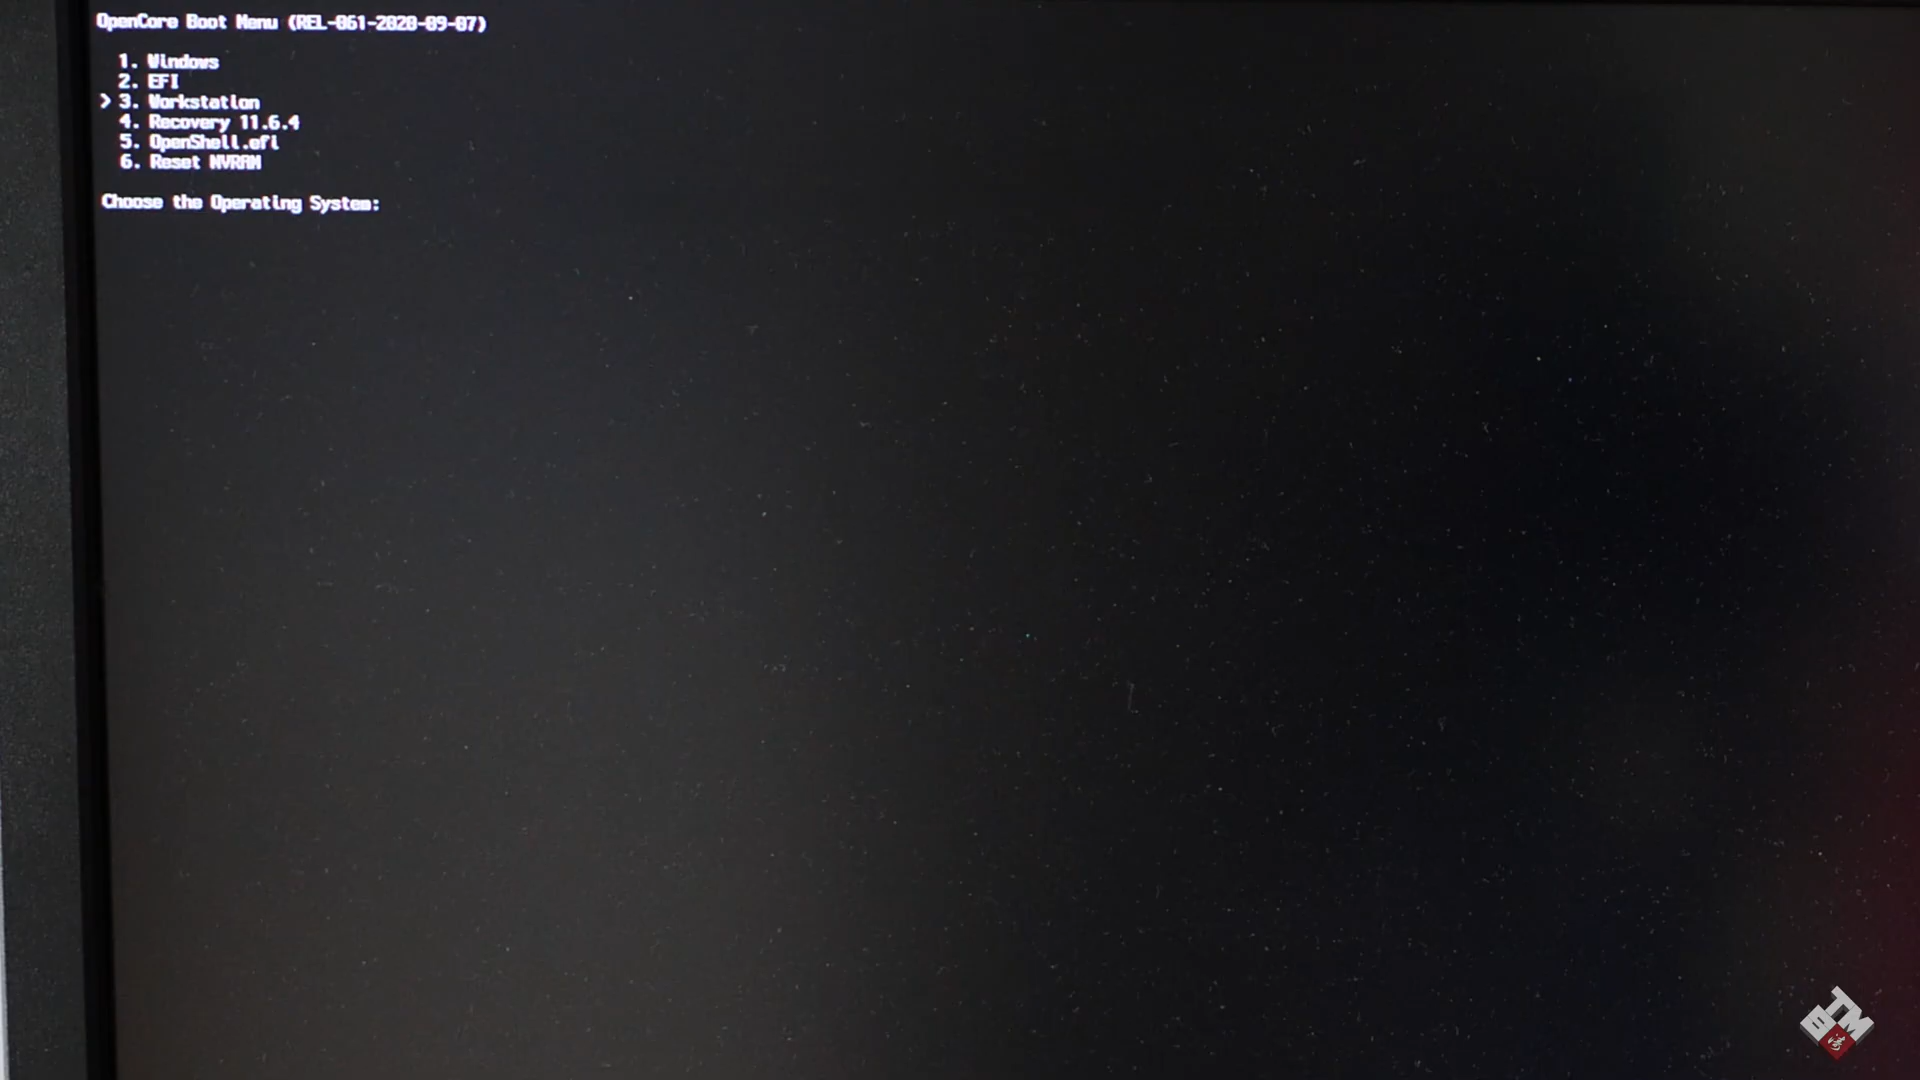 OpenCore Boot Menu (REL-061-2020-09-07)
1. Windows
2. EFI
> 3. Workstation
4. Recovery 11.6.4
5. OpenShell.efi
6. Reset NVRAM
Choose the Operating System:
BTM